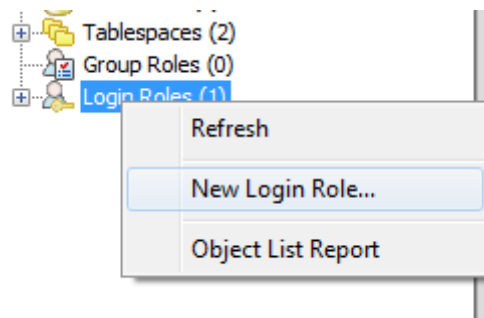 Tablespaces (2)
Group Roles (0)
Login Roles (1)
Refresh
New Login Role...
Object List Report